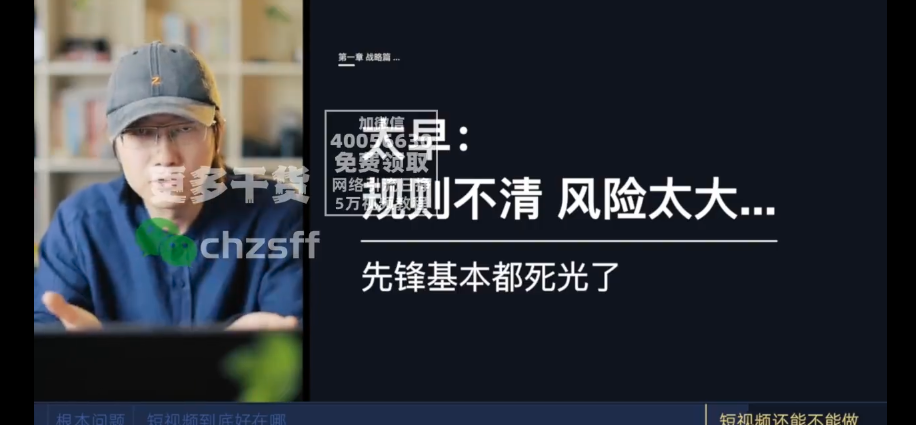 第一章 战略篇 ...
太早：
规则不清 风险太大...
先锋基本都死光了
加微信
40056630
免费领取
更多干货
chzsff
根本问题
短视频到底好在哪
短视频还能不能做